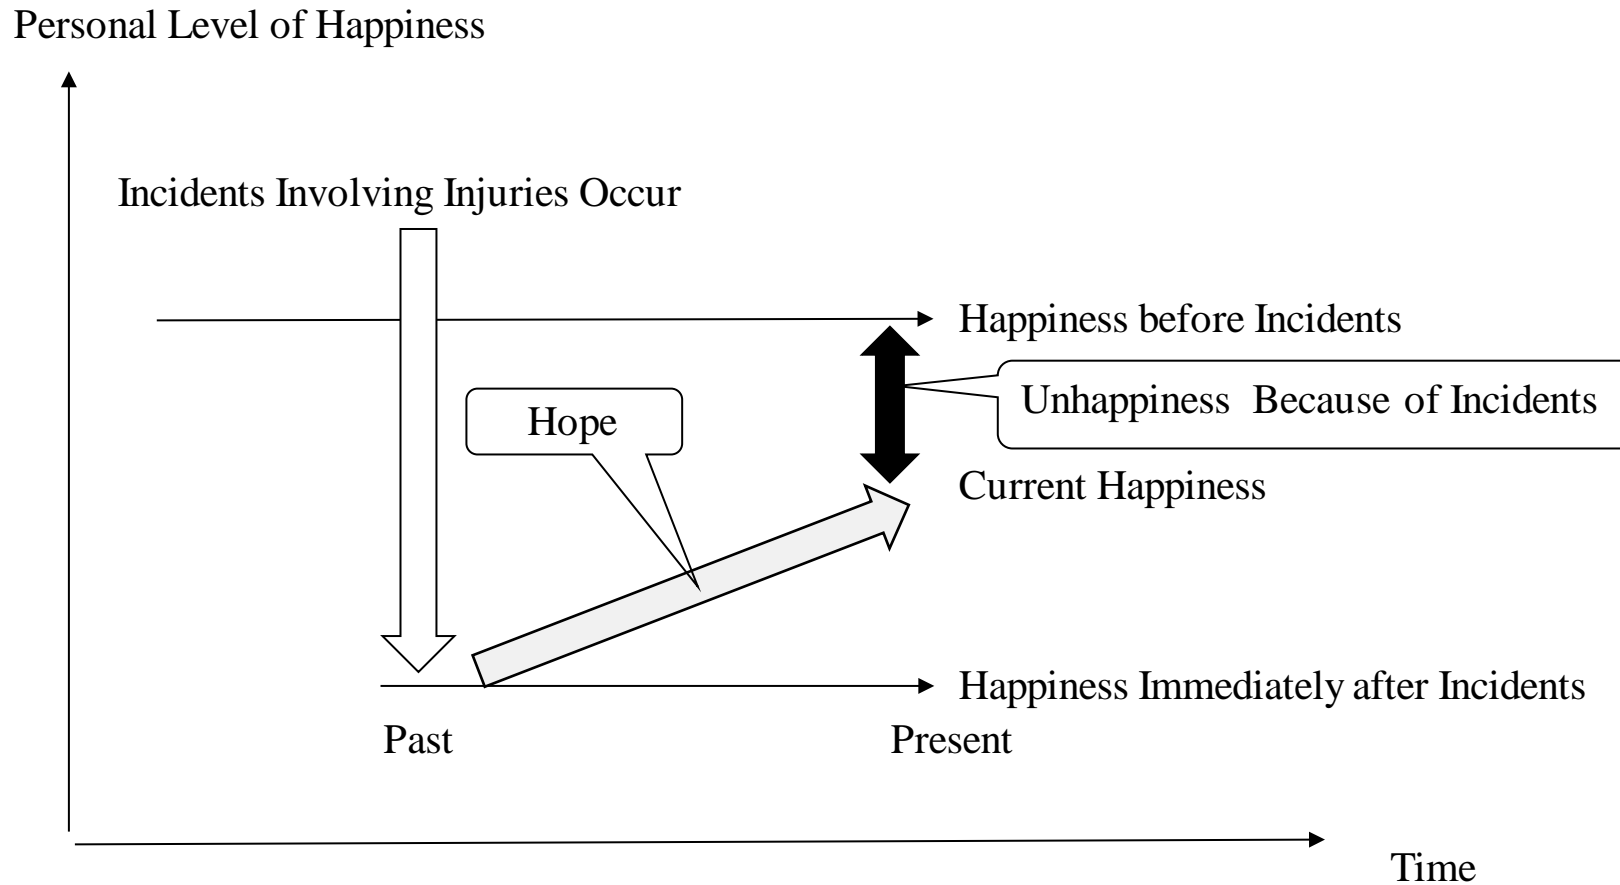 Personal Level of Happiness
Incidents Involving Injuries Occur
Happiness before Incidents
Unhappiness Because of Incidents
Hope
Current Happiness
Happiness Immediately after Incidents
Past
Present
Time